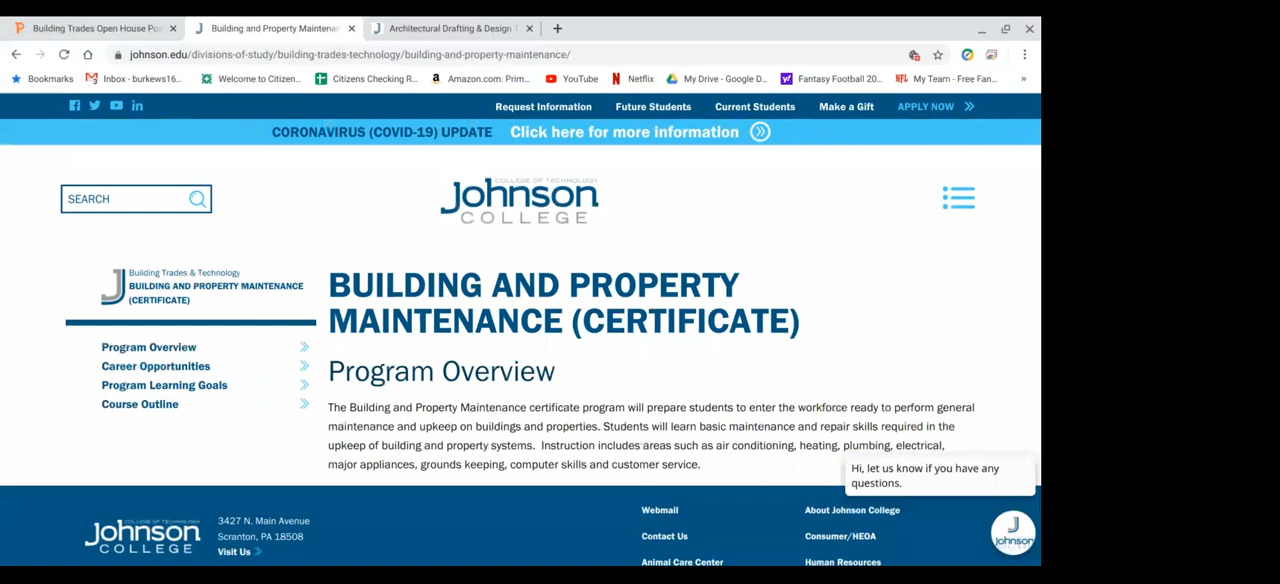 Building Trades Open House Po
Building and Property Maintenan
Architectural Drafting & Design
johnson.edu/divisions-of-study/building-trades-technology/building-and-property-maintenance/
Bookmarks
Inbox - burkews16...
Welcome to Citizen...
Citizens Checking R...
Amazon.com: Prim...
YouTube
Netflix
My Drive - Google D...
Fantasy Football 20...
My Team - Free Fan...
»
Request Information
Future Students
Current Students
Make a Gift
APPLY NOW
CORONAVIRUS (COVID-19) UPDATE Click here for more information
SEARCH
COLLEGE OF TECHNOLOGY
Johnson
COLLEGE
Building Trades & Technology
BUILDING AND PROPERTY MAINTENANCE
(CERTIFICATE)
Program Overview
Career Opportunities
Program Learning Goals
Course Outline
BUILDING AND PROPERTY
MAINTENANCE (CERTIFICATE)
Program Overview
The Building and Property Maintenance certificate program will prepare students to enter the workforce ready to perform general
maintenance and upkeep on buildings and properties. Students will learn basic maintenance and repair skills required in the
upkeep of building and property systems. Instruction includes areas such as air conditioning, heating, plumbing, electrical,
major appliances, grounds keeping, computer skills and customer service.
Hi, let us know if you have any
questions.
COLLEGE OF TECHNOLOGY
Johnson
COLLEGE
3427 N. Main Avenue
Scranton, PA 18508
Visit Us
Webmail
Contact Us
Animal Care Center
About Johnson College
Consumer/HEOA
Human Resources
J
Johnson